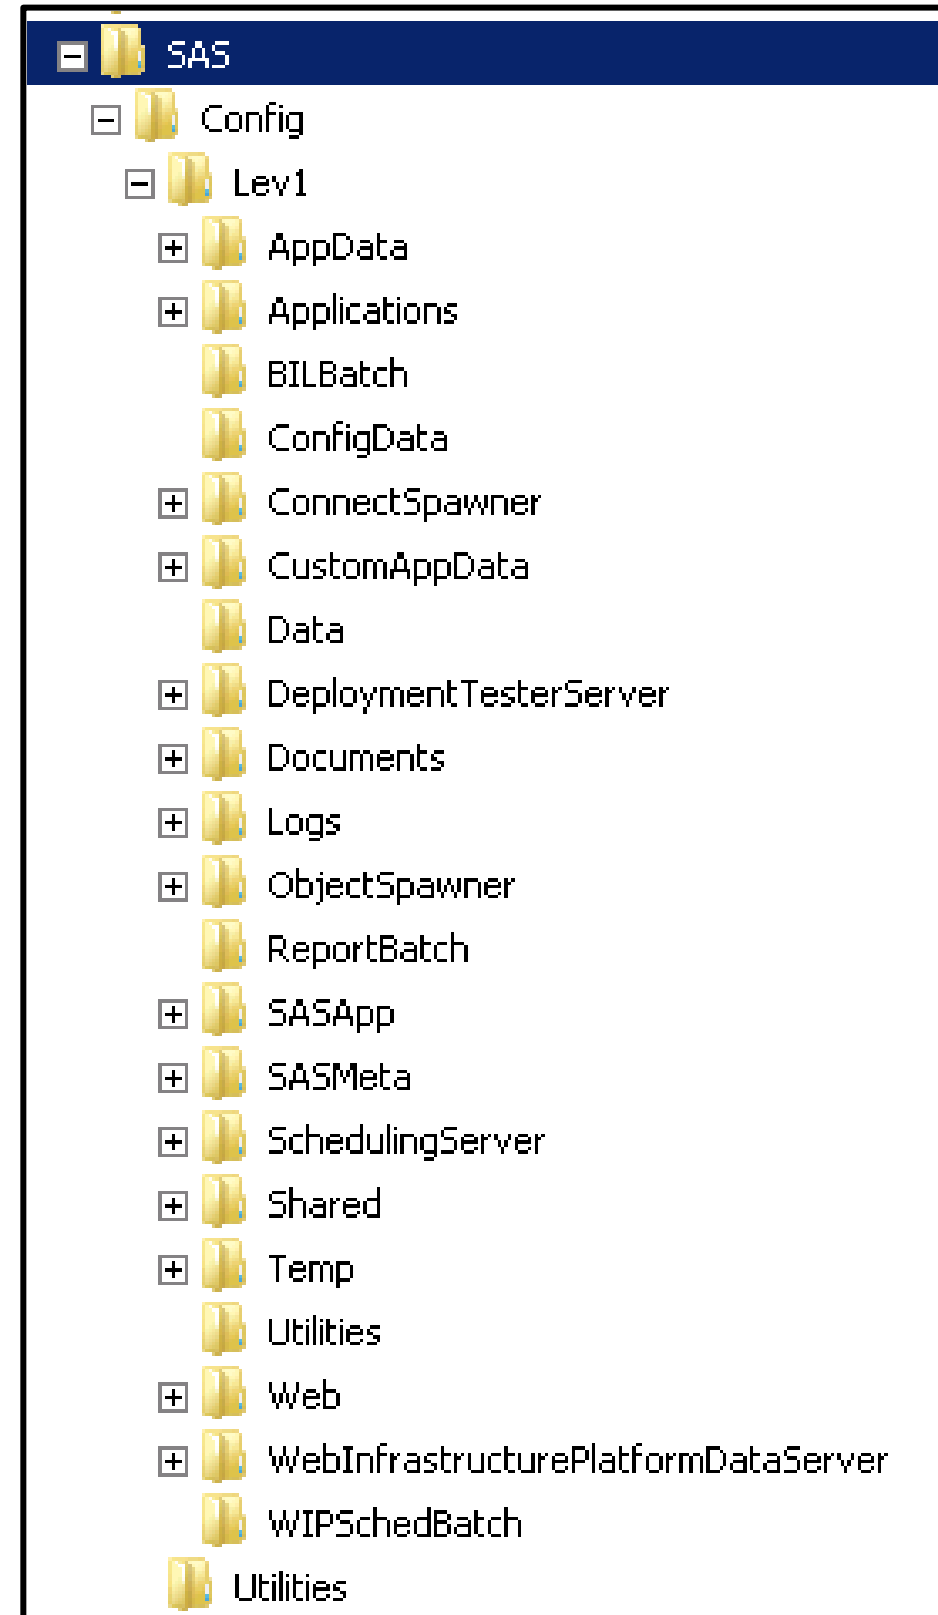 SAS
Config
Lev1
AppData
Applications
BILBatch
ConfigData
ConnectSpawner
CustomAppData
Data
DeploymentTesterServer
Documents
Logs
ObjectSpawner
ReportBatch
SASApp
SASMeta
SchedulingServer
Shared
Temp
Utilities
Web
WebInfrastructurePlatformDataServer
WIPSchedBatch
Utilities